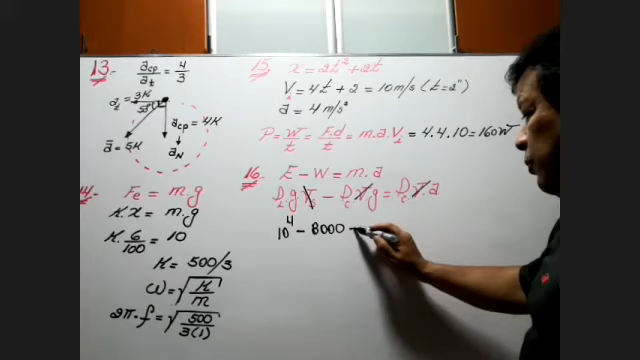 13.- a_cp/a_t = 4/3
a_t = 3K
53°
a_cp = 4K
a = 5K
a_N
14.- Fe = m.g
K.x = m.g
K. 6/100 = 10
K = 500/3
ω = √(K/m)
2π.f = √(500/3(1))
15.- x = 2t² + 2t
V = 4t + 2 = 10 m/s (t=2")
a = 4 m/s²
P = W/t = F.d/t = m.a.V₂ = 4.4.10 = 160W
16.- E - W = m.a
10⁴ - 8000 =